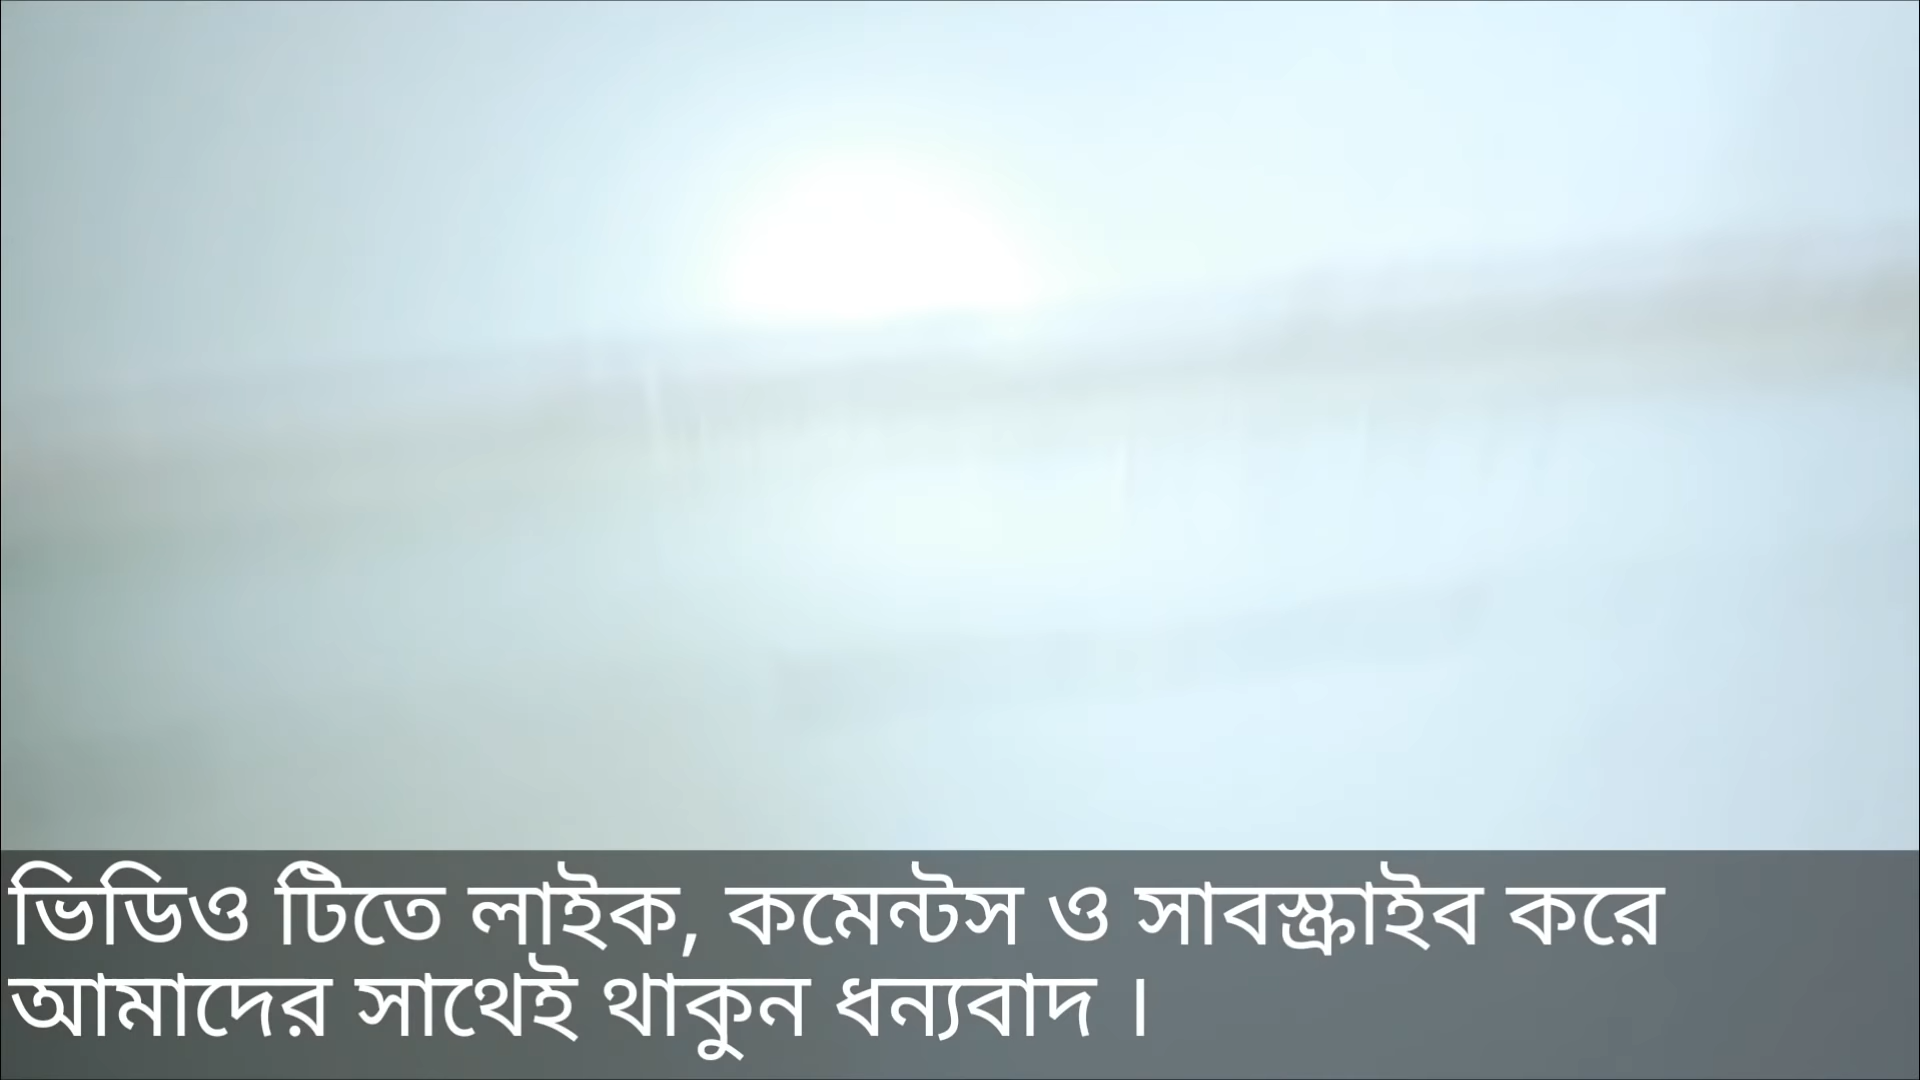 ভিডিও টিতে লাইক, কমেন্টস ও সাবস্ক্রাইব করে
আমাদের সাথেই থাকুন ধন্যবাদ ।